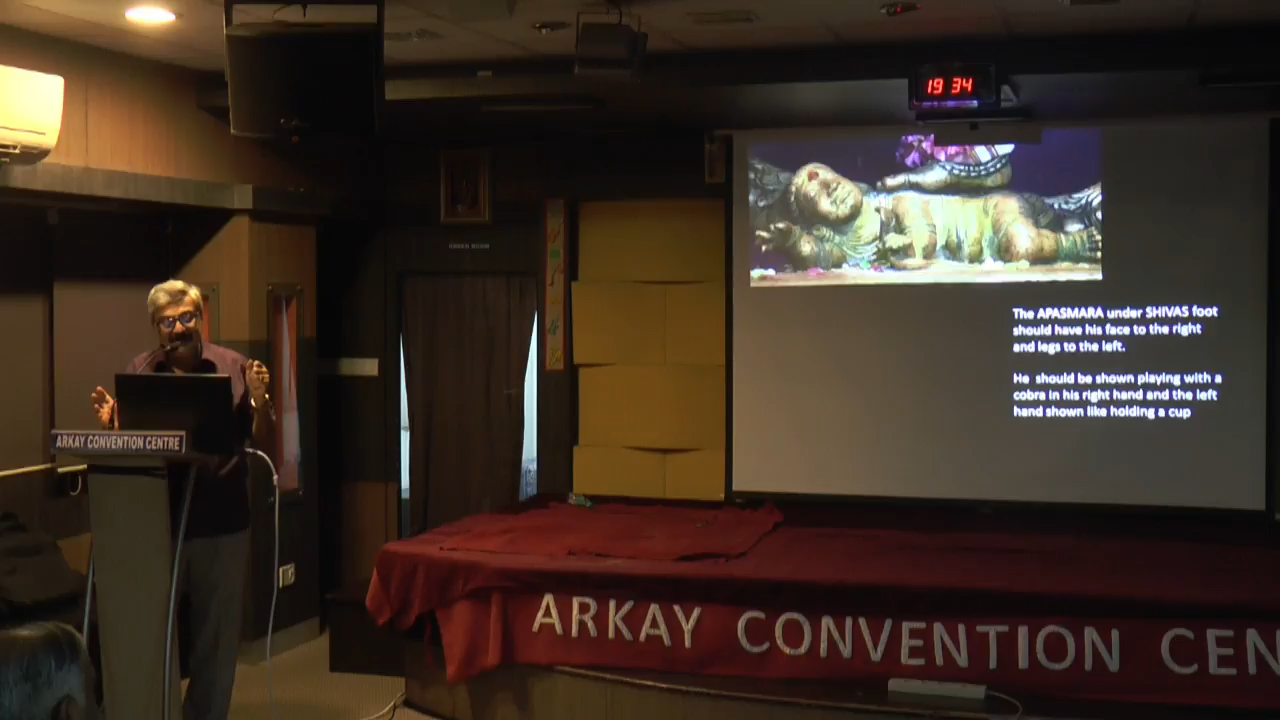 19 34
The APASMARA under SHIVAS foot
should have his face to the right
and legs to the left.
He should be shown playing with a
cobra in his right hand and the left
hand shown like holding a cup
ARKAY CONVENTION CENTRE
ARKAY CONVENTION CEN